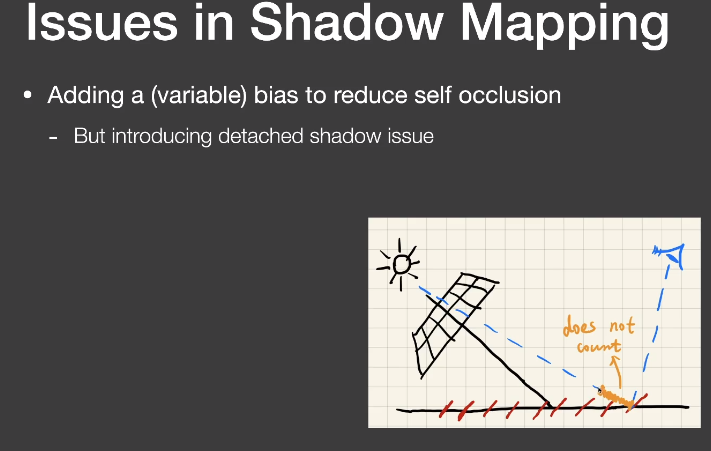 Issues in Shadow Mapping
• Adding a (variable) bias to reduce self occlusion
- But introducing detached shadow issue
does not
count